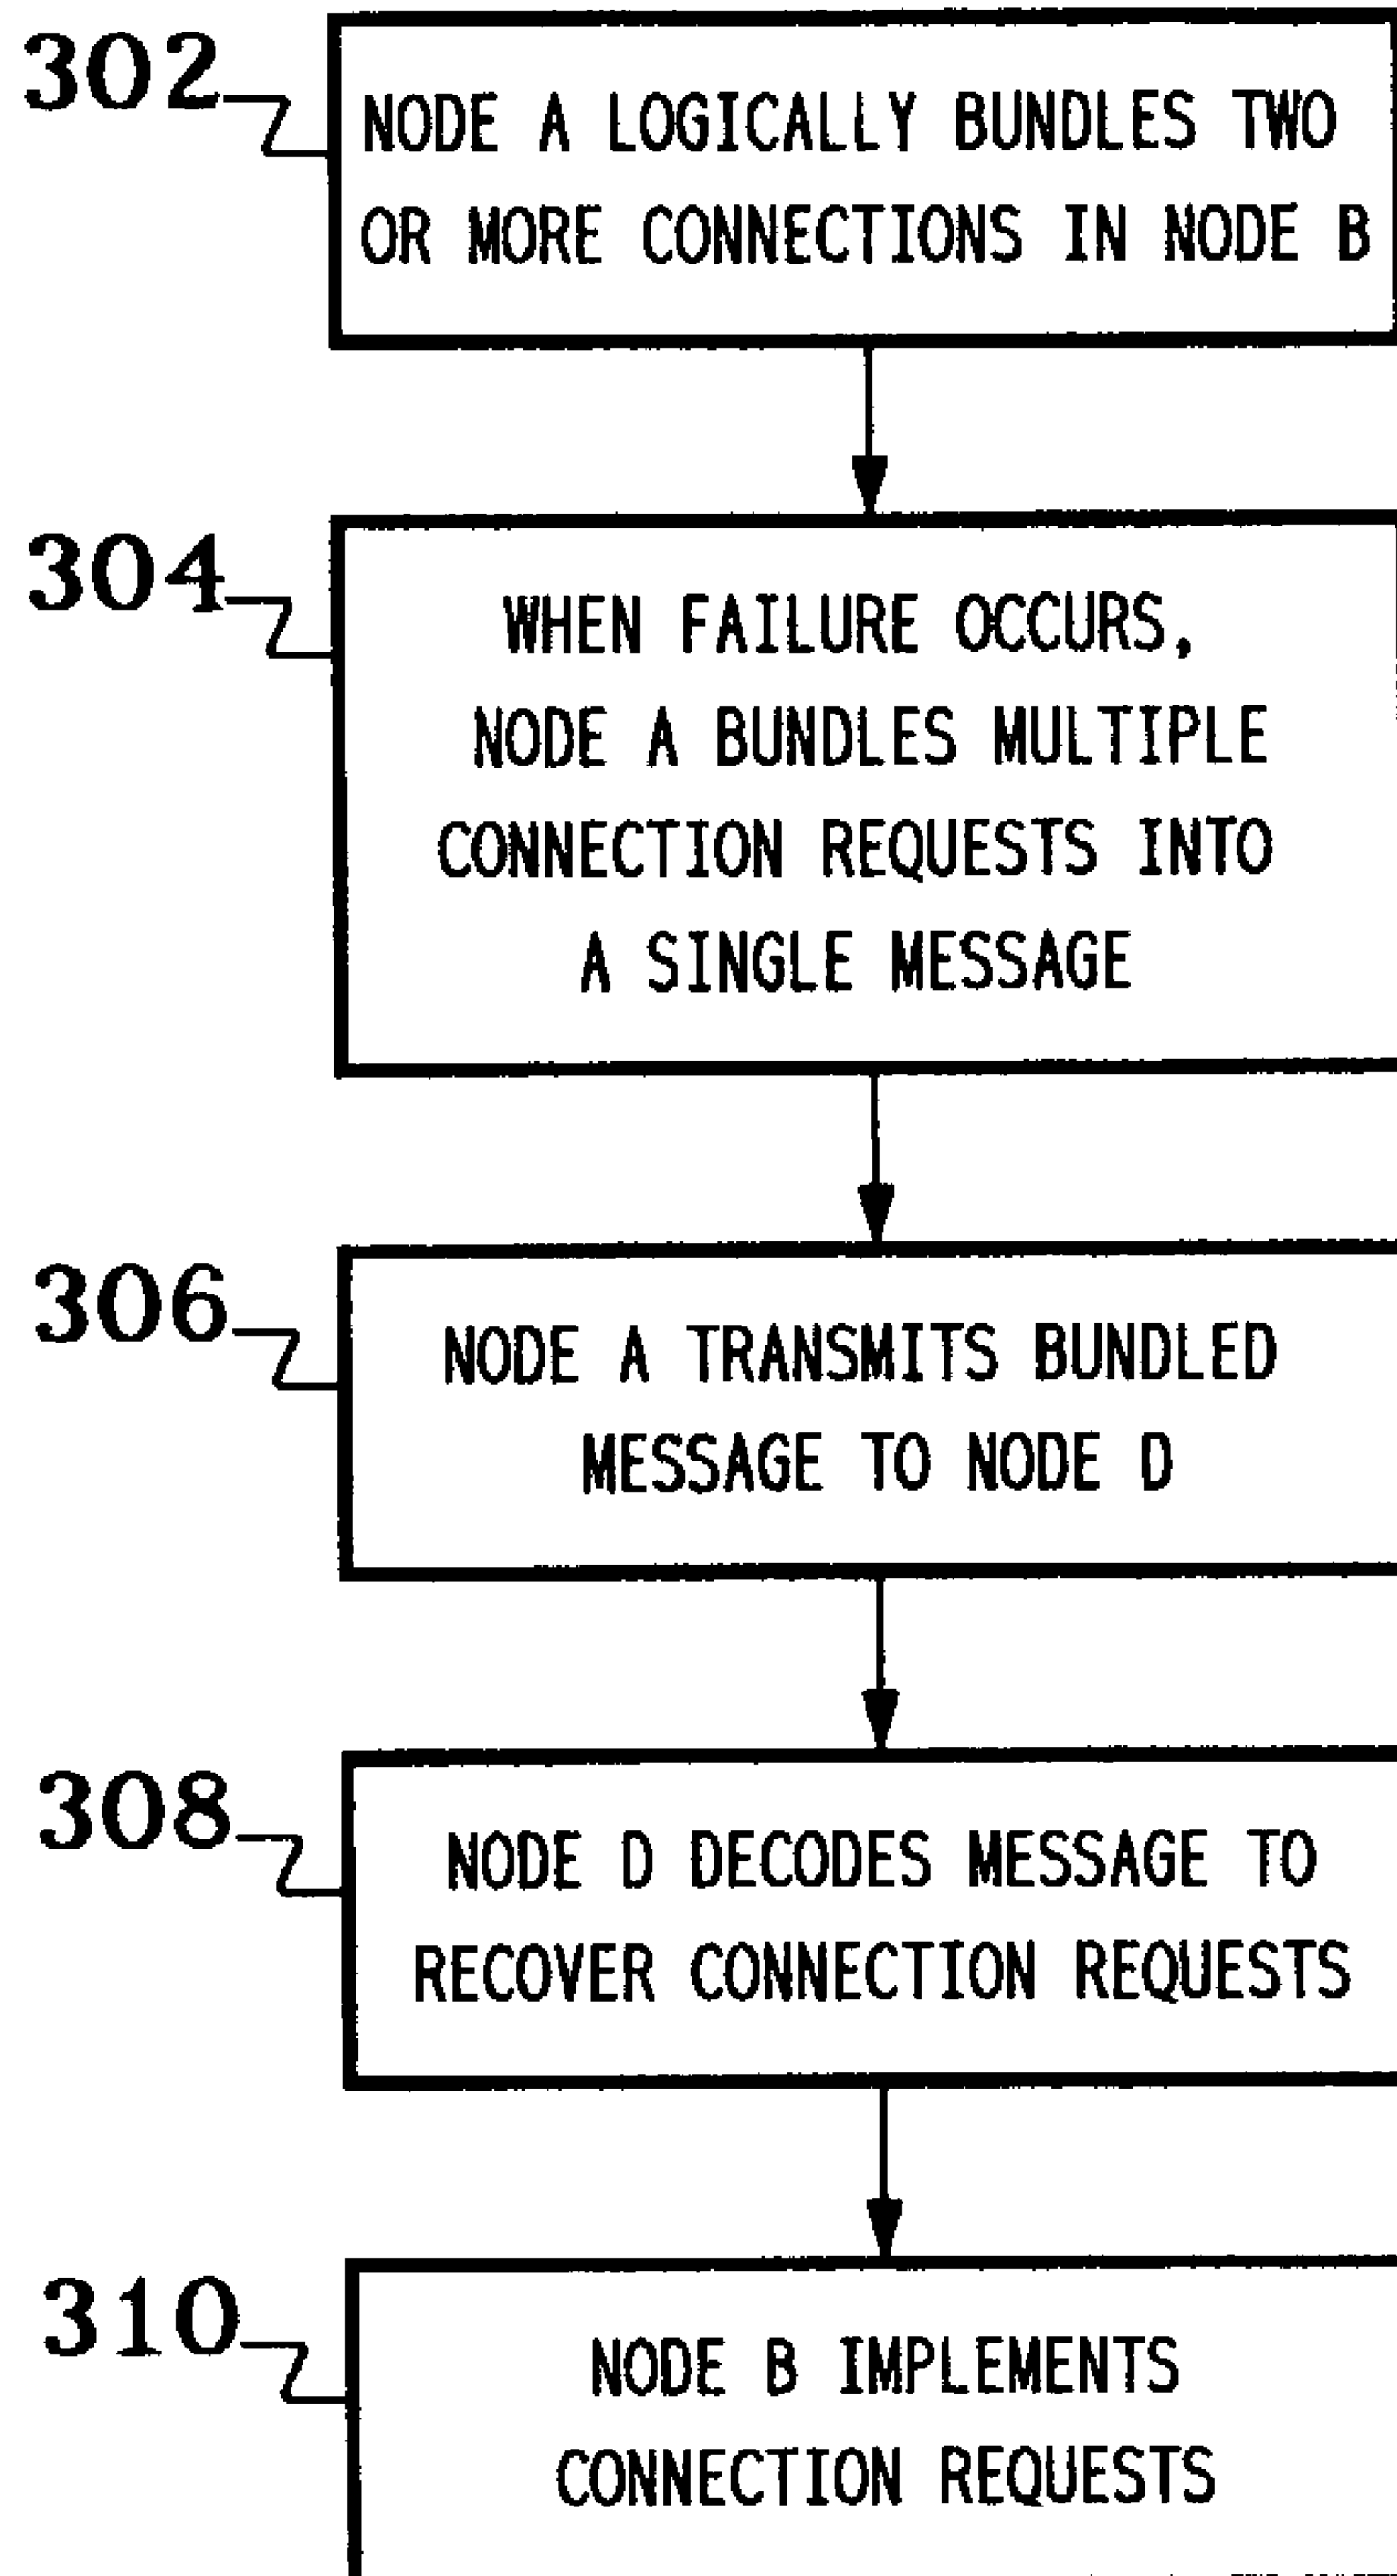 302
NODE A LOGICALLY BUNDLES TWO
OR MORE CONNECTIONS IN NODE B
304
WHEN FAILURE OCCURS,
NODE A BUNDLES MULTIPLE
CONNECTION REQUESTS INTO
A SINGLE MESSAGE
306
NODE A TRANSMITS BUNDLED
MESSAGE TO NODE D
308
NODE D DECODES MESSAGE TO
RECOVER CONNECTION REQUESTS
310
NODE B IMPLEMENTS
CONNECTION REQUESTS